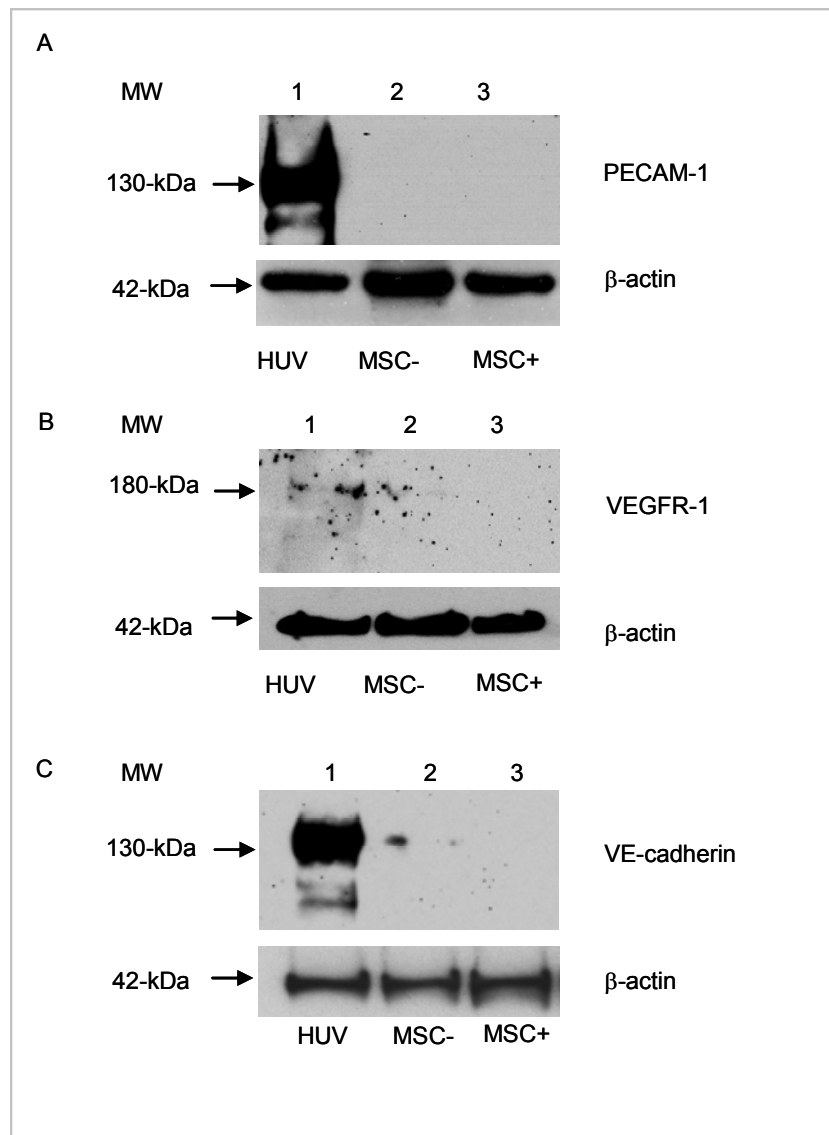 A
MW 1 2 3
130-kDa PECAM-1
42-kDa β-actin
HUV MSC- MSC+
B
MW 1 2 3
180-kDa VEGFR-1
42-kDa β-actin
HUV MSC- MSC+
C
MW 1 2 3
130-kDa VE-cadherin
42-kDa β-actin
HUV MSC- MSC+